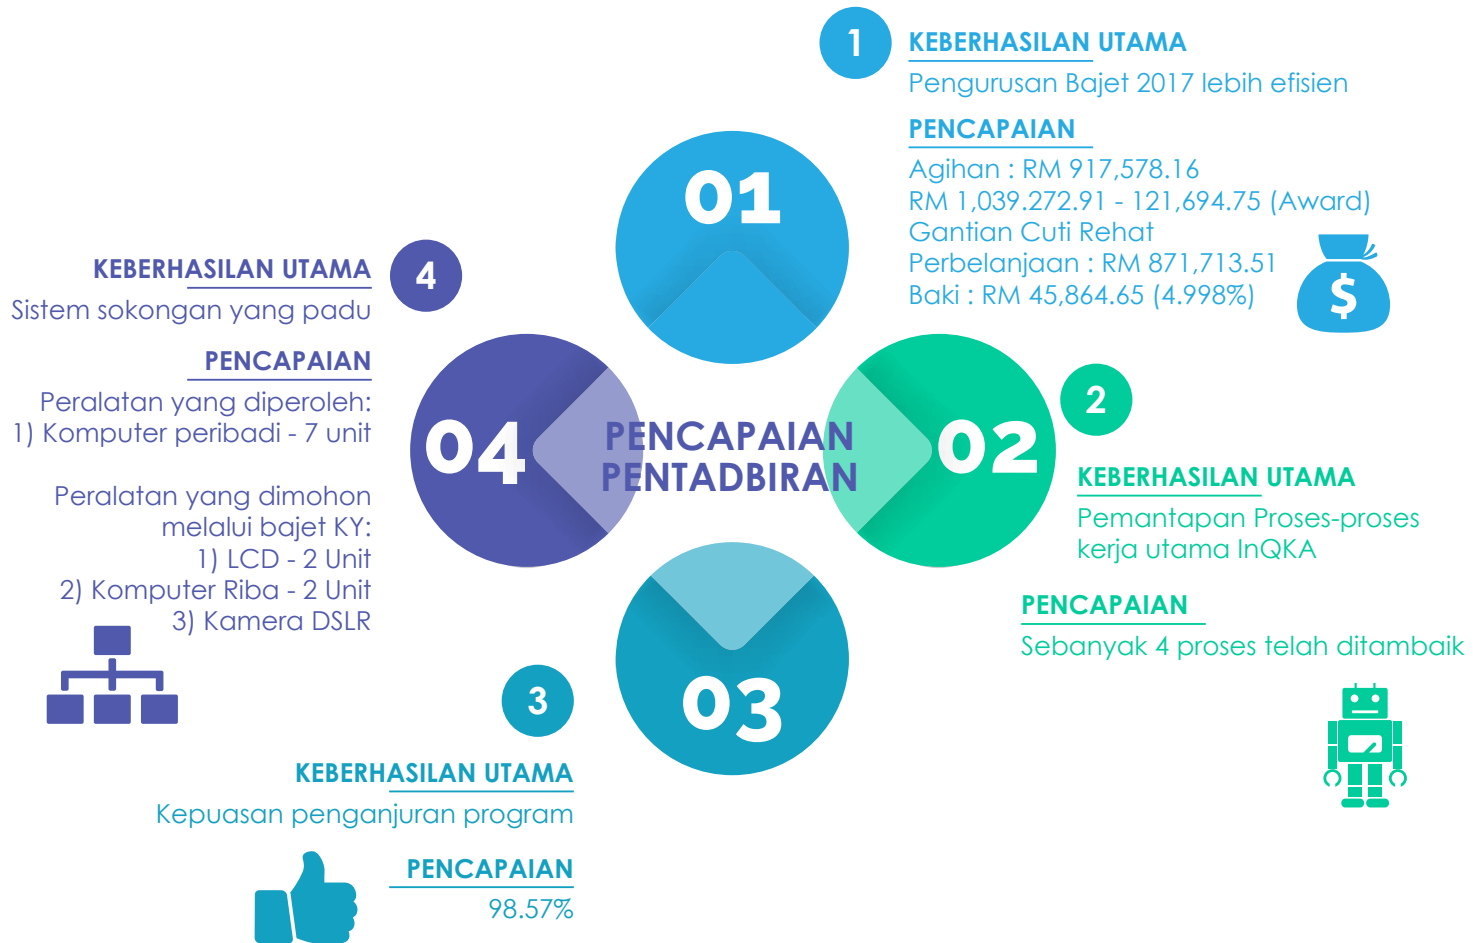 1
KEBERHASILAN UTAMA
Pengurusan Bajet 2017 lebih efisien
PENCAPAIAN
Agihan : RM 917,578.16
RM 1,039.272.91 - 121,694.75 (Award)
Gantian Cuti Rehat
Perbelanjaan : RM 871,713.51
Baki : RM 45,864.65 (4.998%)
$
01
02
03
04
PENCAPAIAN
PENTADBIRAN
2
KEBERHASILAN UTAMA
Pemantapan Proses-proses
kerja utama InQKA
PENCAPAIAN
Sebanyak 4 proses telah ditambaik
3
KEBERHASILAN UTAMA
Kepuasan penganjuran program
PENCAPAIAN
98.57%
4
KEBERHASILAN UTAMA
Sistem sokongan yang padu
PENCAPAIAN
Peralatan yang diperoleh:
1) Komputer peribadi - 7 unit
Peralatan yang dimohon
melalui bajet KY:
1) LCD - 2 Unit
2) Komputer Riba - 2 Unit
3) Kamera DSLR